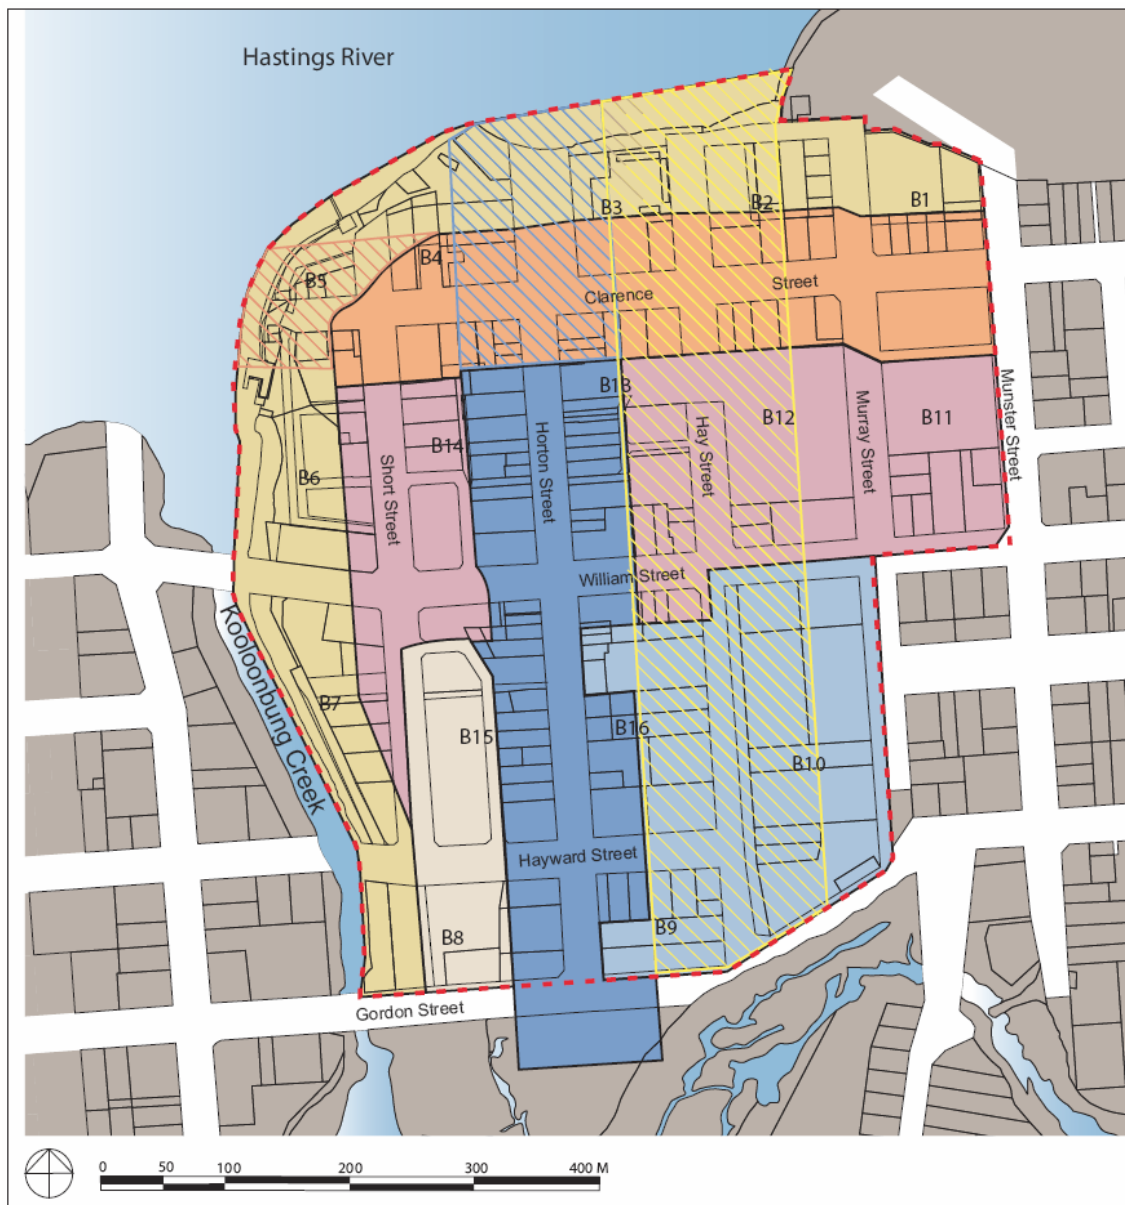 Hastings River
B1
B2
B3
B4
B5
Clarence
Street
B13
B12
B11
B14
B6
Short Street
Horton Street
Hay Street
Murray Street
Munster Street
William Street
Kooloonbung Creek
B7
B15
B16
B10
Hayward Street
B8
B9
Gordon Street
0 50 100 200 300 400 M